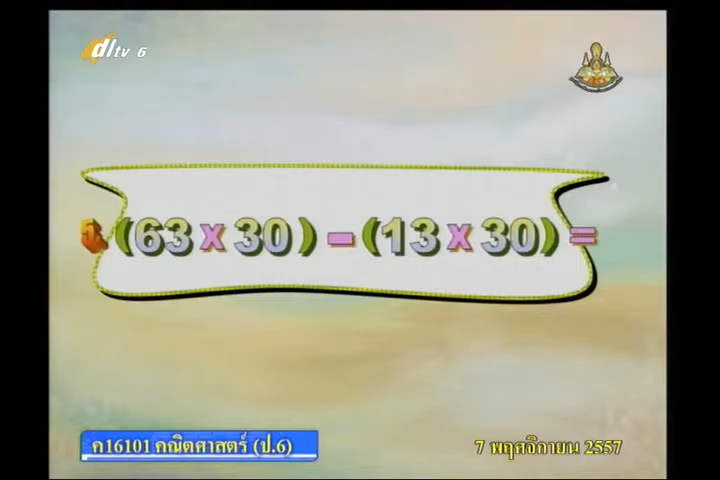 dltv 6
5. (63 x 30) - (13 x 30) =
ค16101 คณิตศาสตร์ (ป.6)
7 พฤศจิกายน 2557